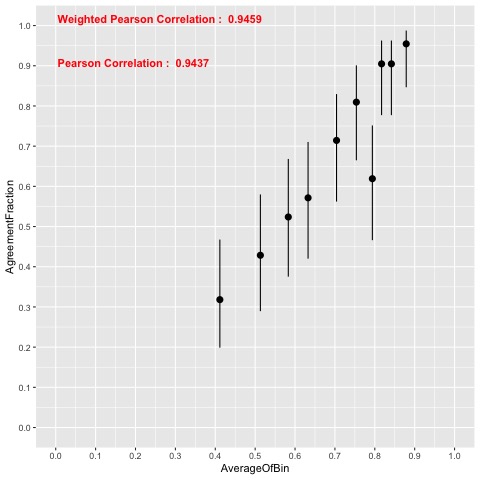 Weighted Pearson Correlation : 0.9459
Pearson Correlation : 0.9437
1.0
0.9
0.8
0.7
0.6
0.5
0.4
0.3
0.2
0.1
0.0
AgreementFraction
0.0 0.1 0.2 0.3 0.4 0.5 0.6 0.7 0.8 0.9 1.0
AverageOfBin